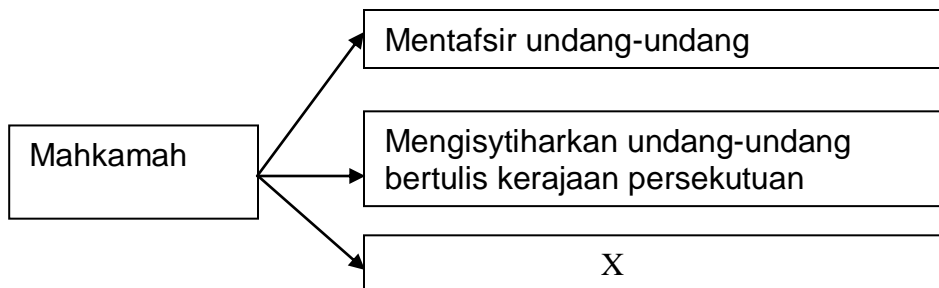 Mahkamah
Mentafsir undang-undang
Mengisytiharkan undang-undang
bertulis kerajaan persekutuan
X